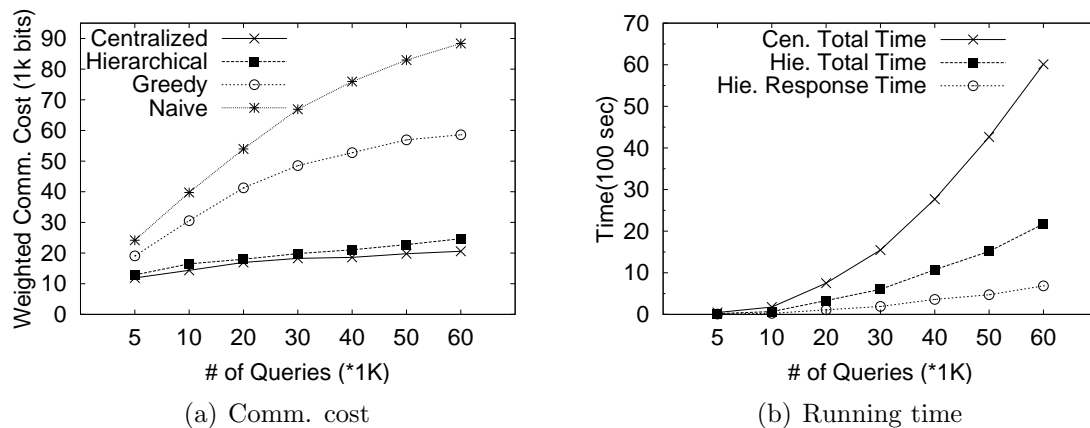 Weighted Comm. Cost (1k bits)
90
80
70
60
50
40
30
20
10
0
Centralized
Hierarchical
Greedy
Naive
5 10 20 30 40 50 60
# of Queries (*1K)
(a) Comm. cost
Time(100 sec)
70
60
50
40
30
20
10
0
Cen. Total Time
Hie. Total Time
Hie. Response Time
5 10 20 30 40 50 60
# of Queries (*1K)
(b) Running time